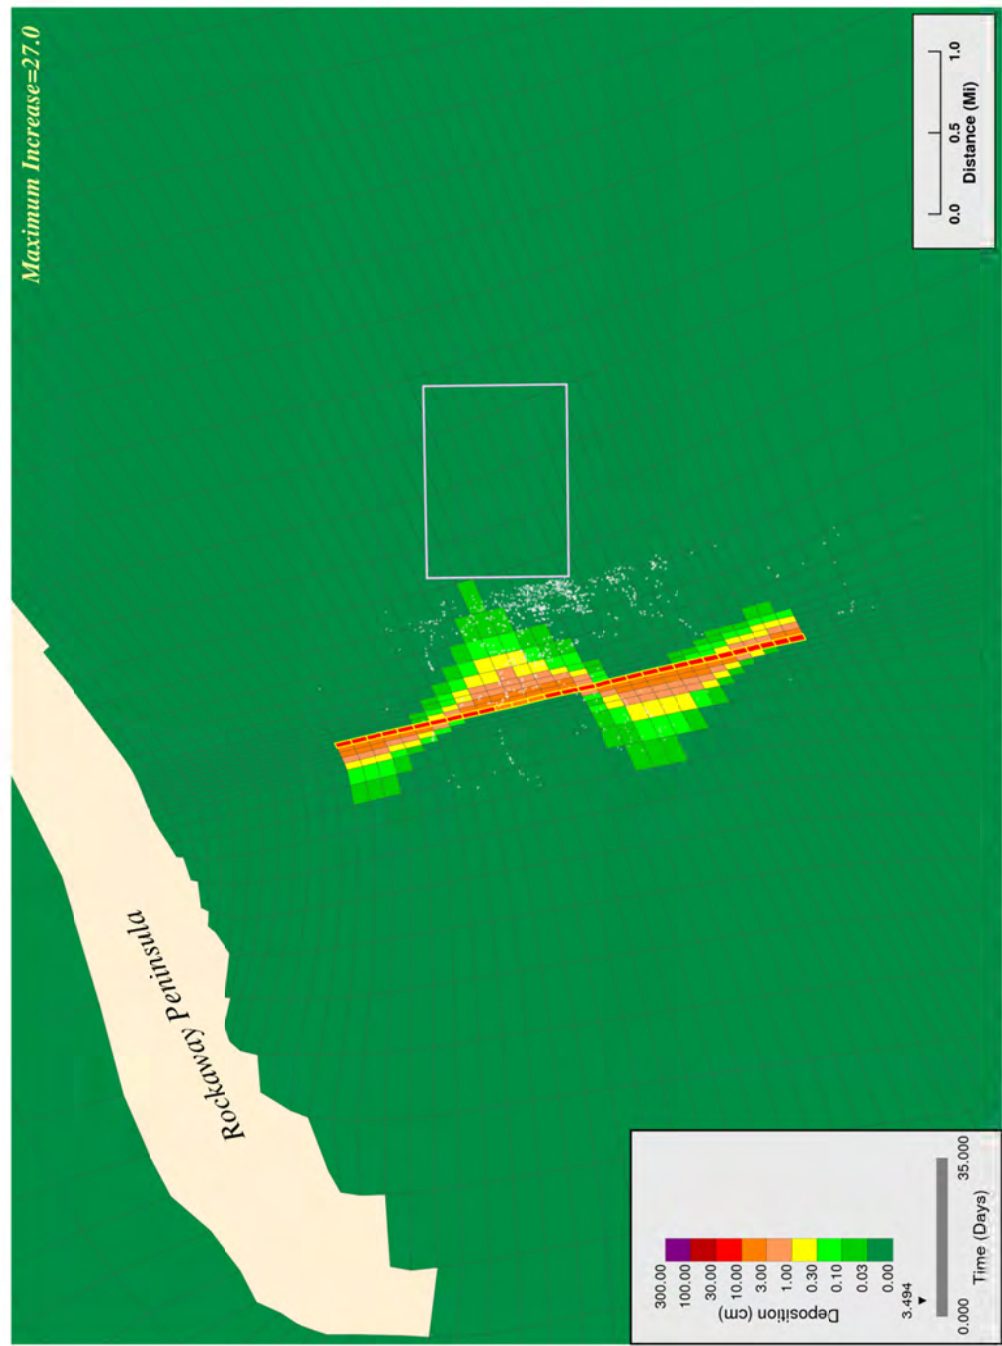 Maximum Increase=27.0
Rockaway Peninsula
300.00
100.00
30.00
10.00
3.00
1.00
0.30
0.10
0.03
0.00
Deposition (cm)
3.494
0.000 35.000
Time (Days)
0.0 0.5 1.0
Distance (Mi)